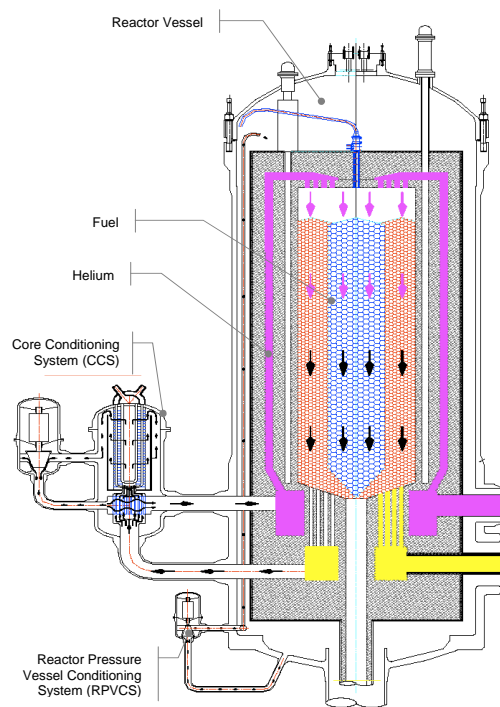 Reactor Vessel
Fuel
Helium
Core Conditioning
System (CCS)
Reactor Pressure
Vessel Conditioning
System (RPVCS)